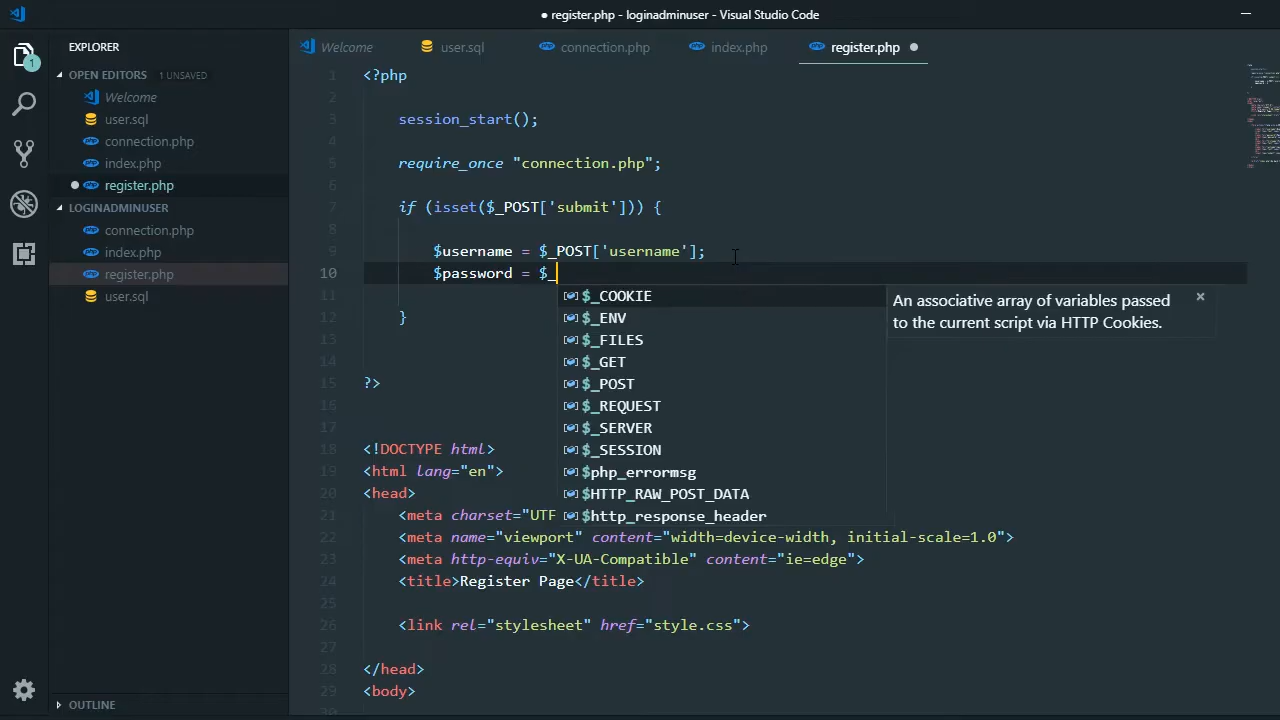 ● register.php - loginadminuser - Visual Studio Code
EXPLORER
OPEN EDITORS 1 UNSAVED
Welcome
user.sql
connection.php
index.php
register.php
LOGINADMINUSER
connection.php
index.php
register.php
user.sql
OUTLINE
1
Welcome user.sql connection.php index.php register.php ●
1 <?php
2
3 session_start();
4
5 require_once "connection.php";
6
7 if (isset($_POST['submit'])) {
8
9 $username = $_POST['username'];
10 $password = $_
11
12 }
13
14
15 ?>
16
17
18 <!DOCTYPE html>
19 <html lang="en">
20 <head>
21 <meta charset="UTF
22 <meta name="viewport" content="width=device-width, initial-scale=1.0">
23 <meta http-equiv="X-UA-Compatible" content="ie=edge">
24 <title>Register Page</title>
25
26 <link rel="stylesheet" href="style.css">
27
28 </head>
29 <body>
30
$_COOKIE
$_ENV
$_FILES
$_GET
$_POST
$_REQUEST
$_SERVER
$_SESSION
$php_errormsg
$HTTP_RAW_POST_DATA
$http_response_header
An associative array of variables passed
to the current script via HTTP Cookies.